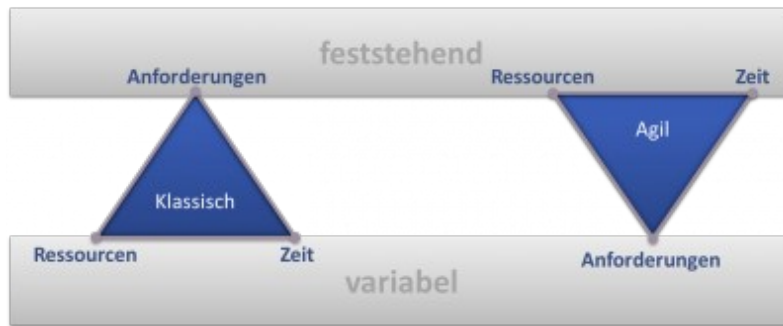 feststehend
Anforderungen
Ressourcen
Zeit
Agil
Klassisch
Ressourcen
Zeit
Anforderungen
variabel